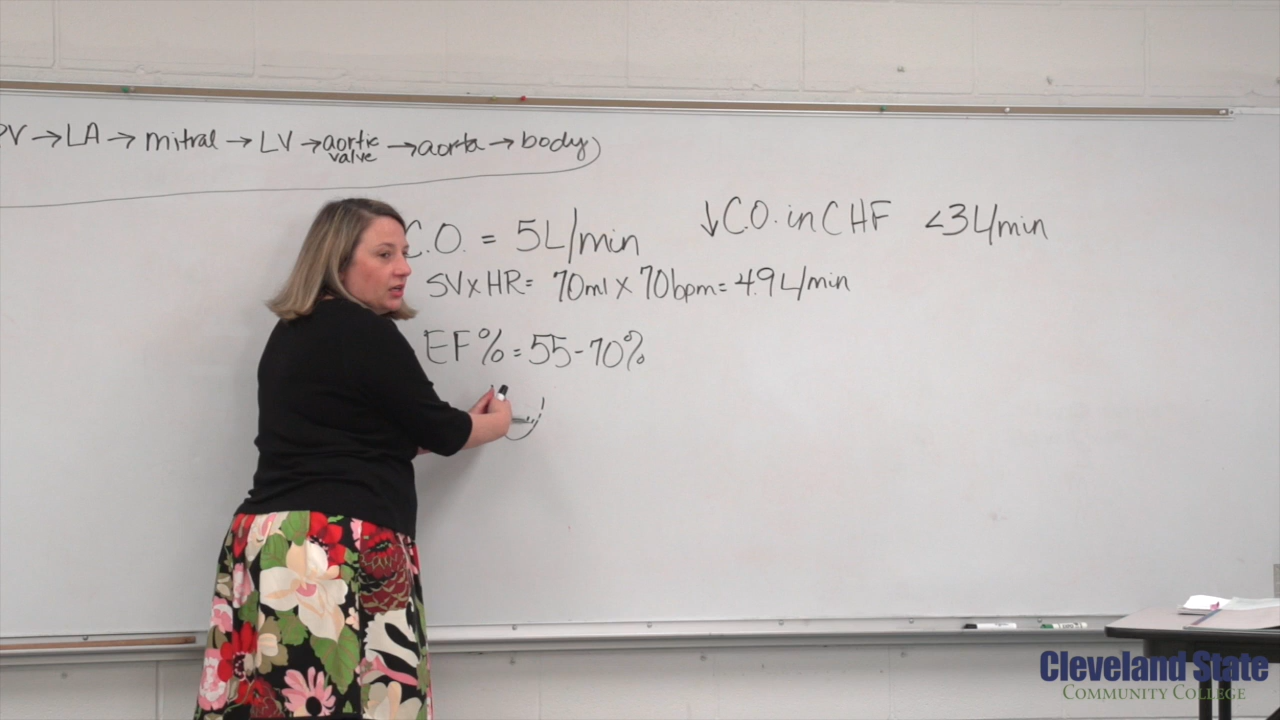 PV → LA → mitral → LV → aortic valve → aorta → body
C.O. = 5L/min
↓C.O. in CHF <3L/min
SV x HR = 70ml x 70bpm = 4.9L/min
EF% = 55-70%
Cleveland State
Community College